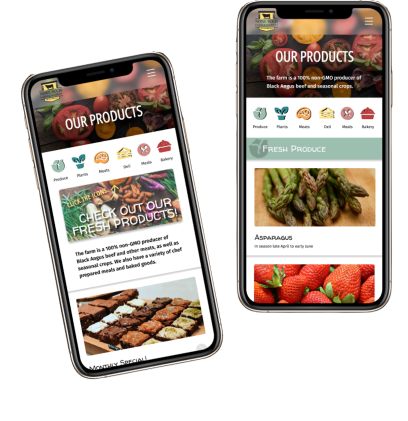 OUR PRODUCTS
Produce
Plants
Meats
Deli
Meals
Bakery
CLICK THE ICONS
CHECK OUT OUR
FRESH PRODUCTS!
The farm is a 100% non-GMO producer of
Black Angus beef and other meats, as well as
seasonal crops. We also have a variety of chef
prepared meals and baked goods.
Monthly Special!
OUR PRODUCTS
The farm is a 100% non-GMO producer of
Black Angus beef and seasonal crops.
Produce
Plants
Meats
Deli
Meals
Bakery
Fresh Produce
Asparagus
In season late April to early June